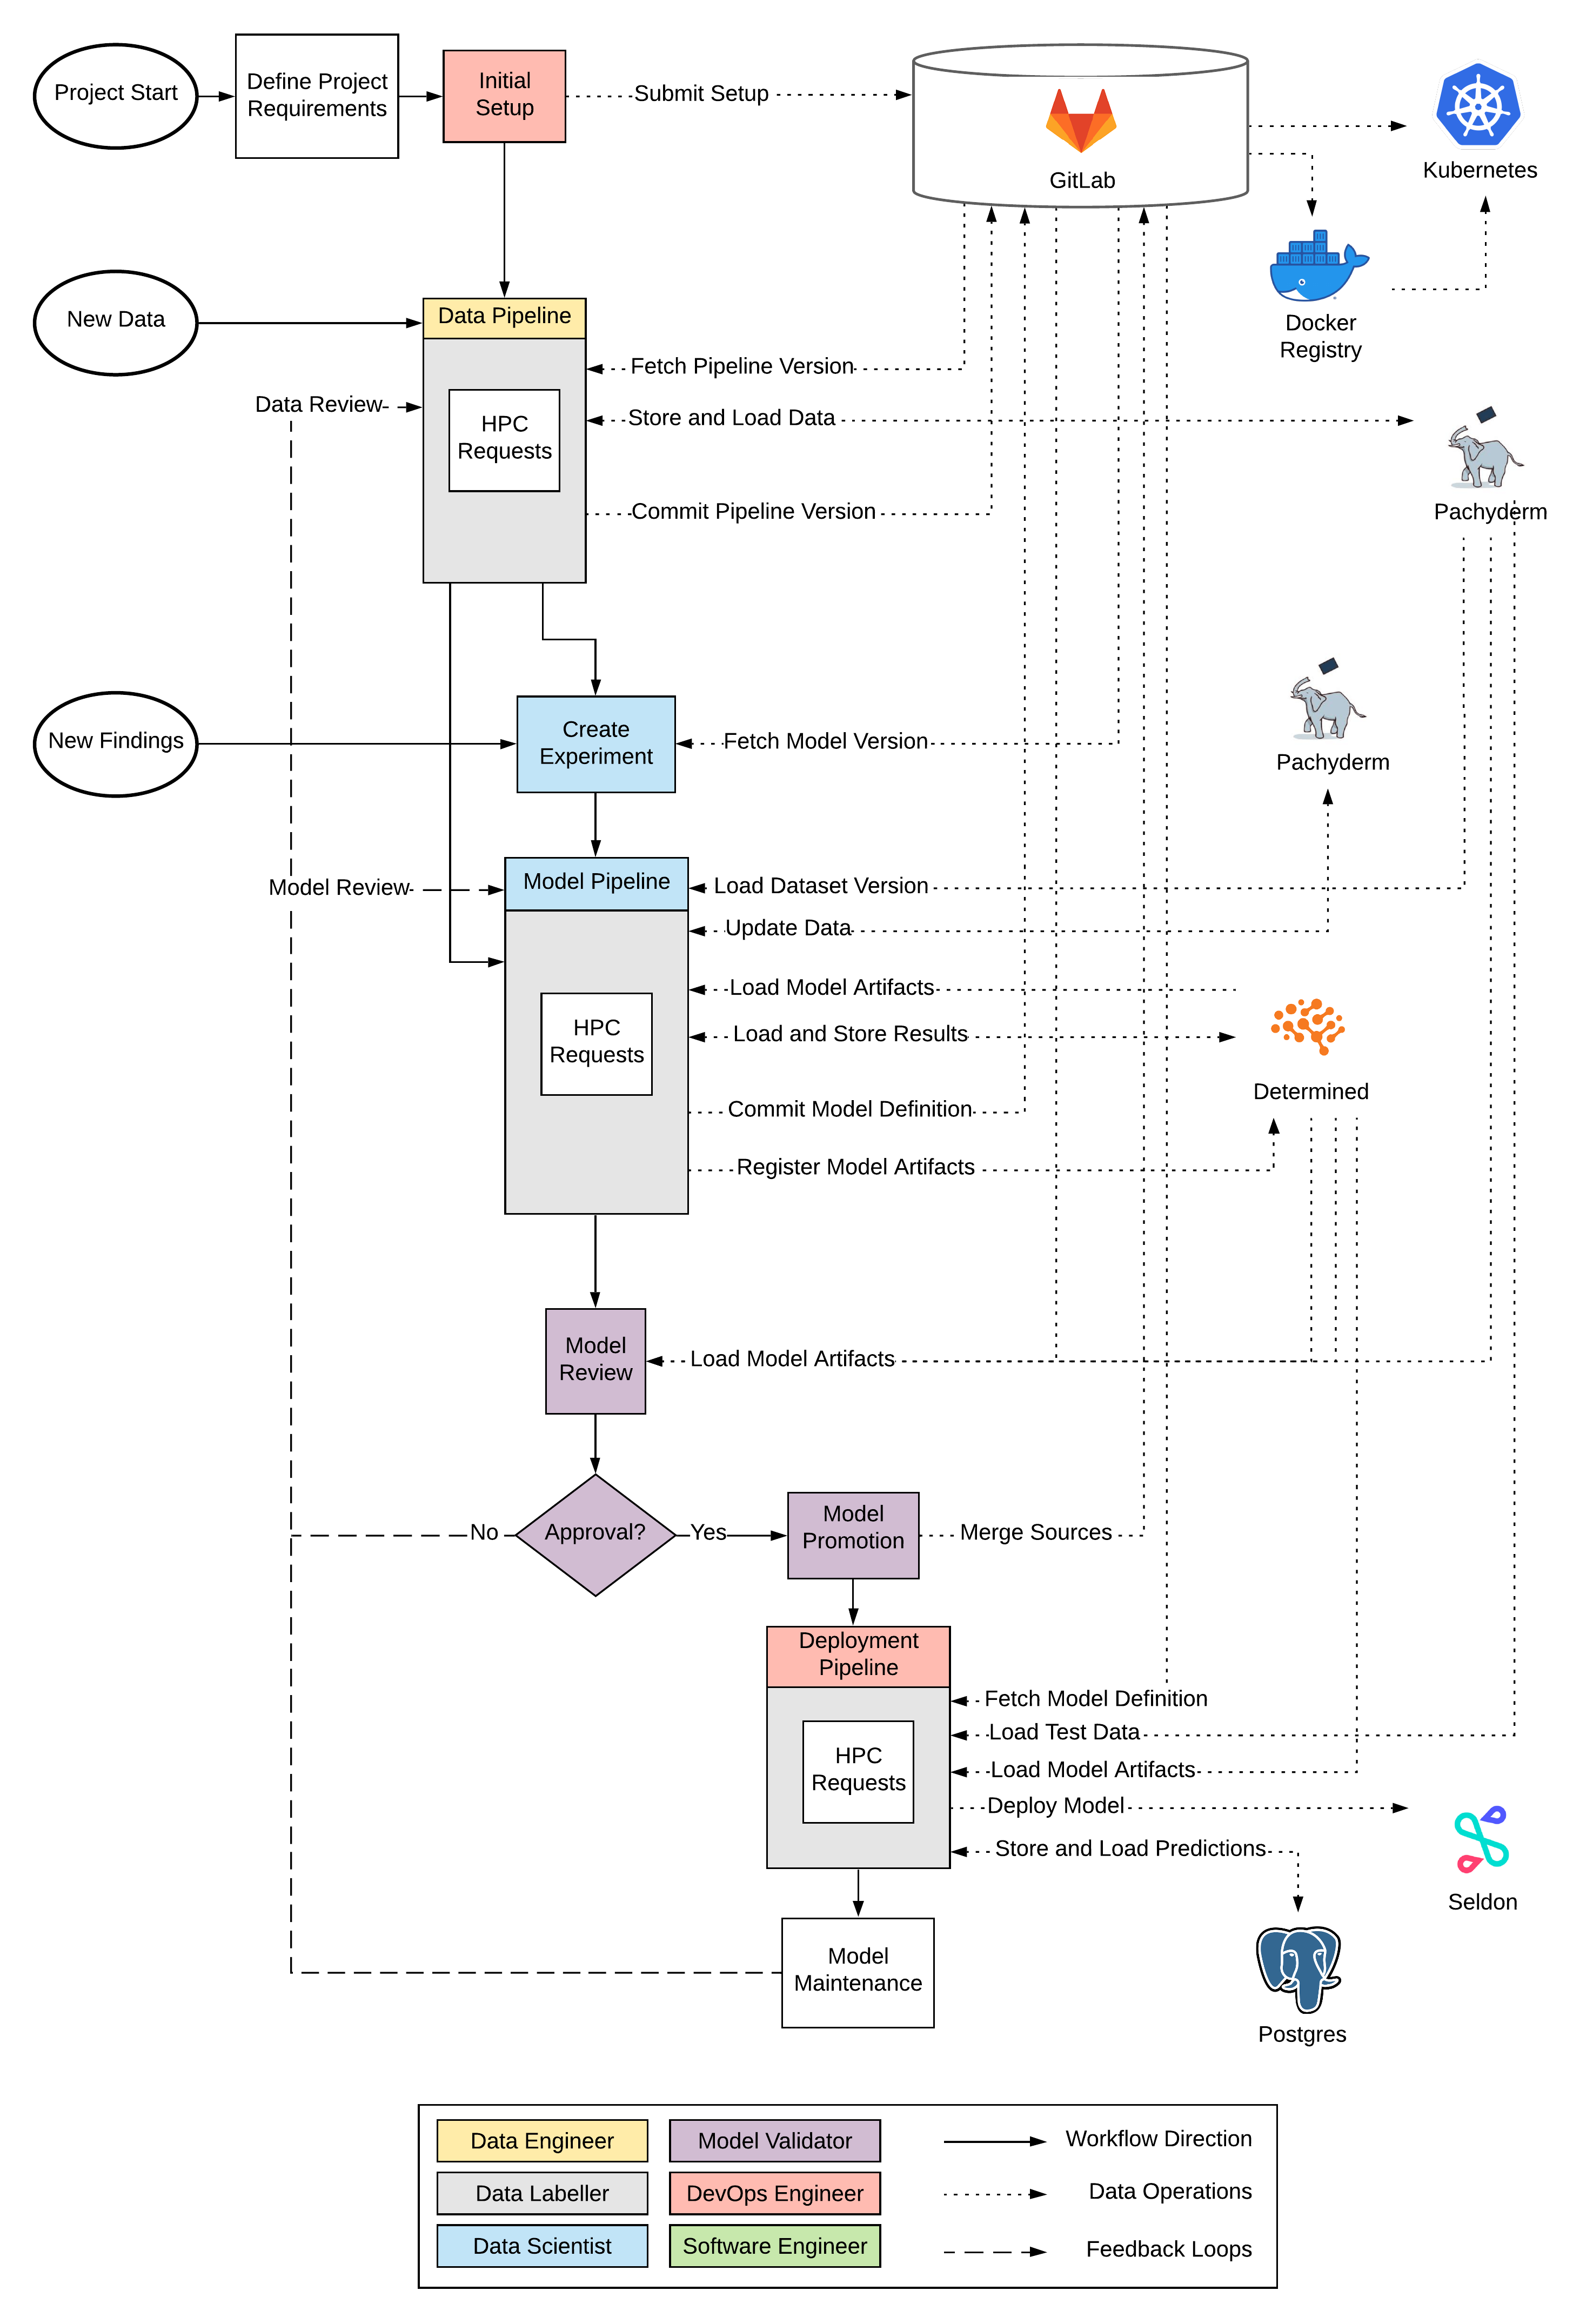 Project Start
Define Project
Requirements
Initial
Setup
Submit Setup
GitLab
Kubernetes
Docker
Registry
New Data
Data Pipeline
Fetch Pipeline Version
Data Review
HPC
Requests
Store and Load Data
Commit Pipeline Version
Pachyderm
New Findings
Create
Experiment
Fetch Model Version
Pachyderm
Model Review
Model Pipeline
Load Dataset Version
Update Data
Load Model Artifacts
HPC
Requests
Load and Store Results
Determined
Commit Model Definition
Register Model Artifacts
Model
Review
Load Model Artifacts
No
Approval?
Yes
Model
Promotion
Merge Sources
Deployment
Pipeline
Fetch Model Definition
Load Test Data
HPC
Requests
Load Model Artifacts
Deploy Model
Store and Load Predictions
Seldon
Model
Maintenance
Postgres
Data Engineer
Model Validator
Workflow Direction
Data Labeller
DevOps Engineer
Data Operations
Data Scientist
Software Engineer
Feedback Loops